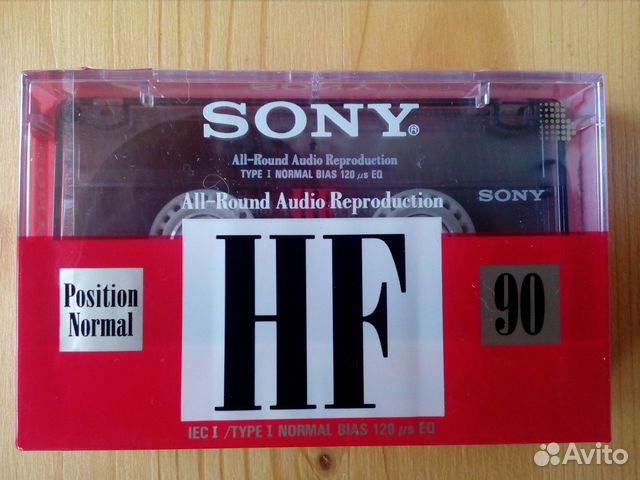 SONY®
All-Round Audio Reproduction
TYPE I NORMAL BIAS 120 µs EQ
SONY
All-Round Audio Reproduction
HF
Position
Normal
90
IEC I / TYPE I NORMAL BIAS 120 µs EQ
Avito